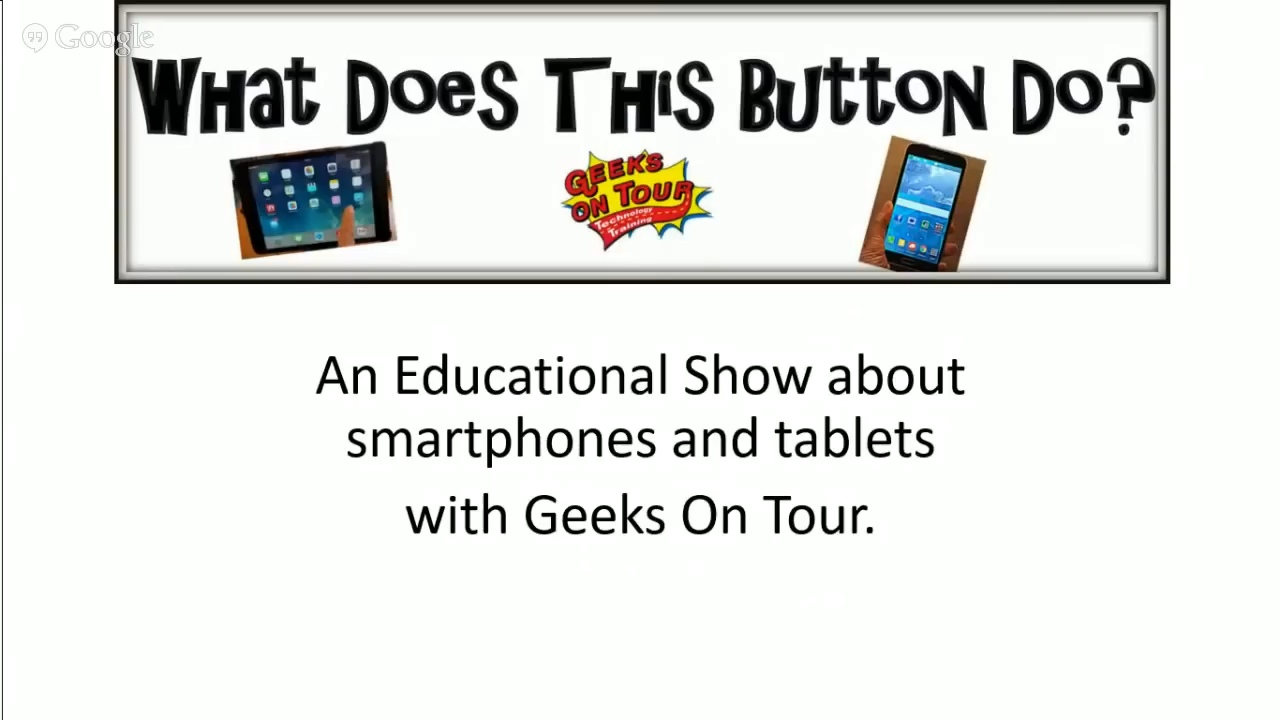 Google
What Does This Button Do?
GEEKS
ON TOUR
Technology
Training
An Educational Show about
smartphones and tablets
with Geeks On Tour.